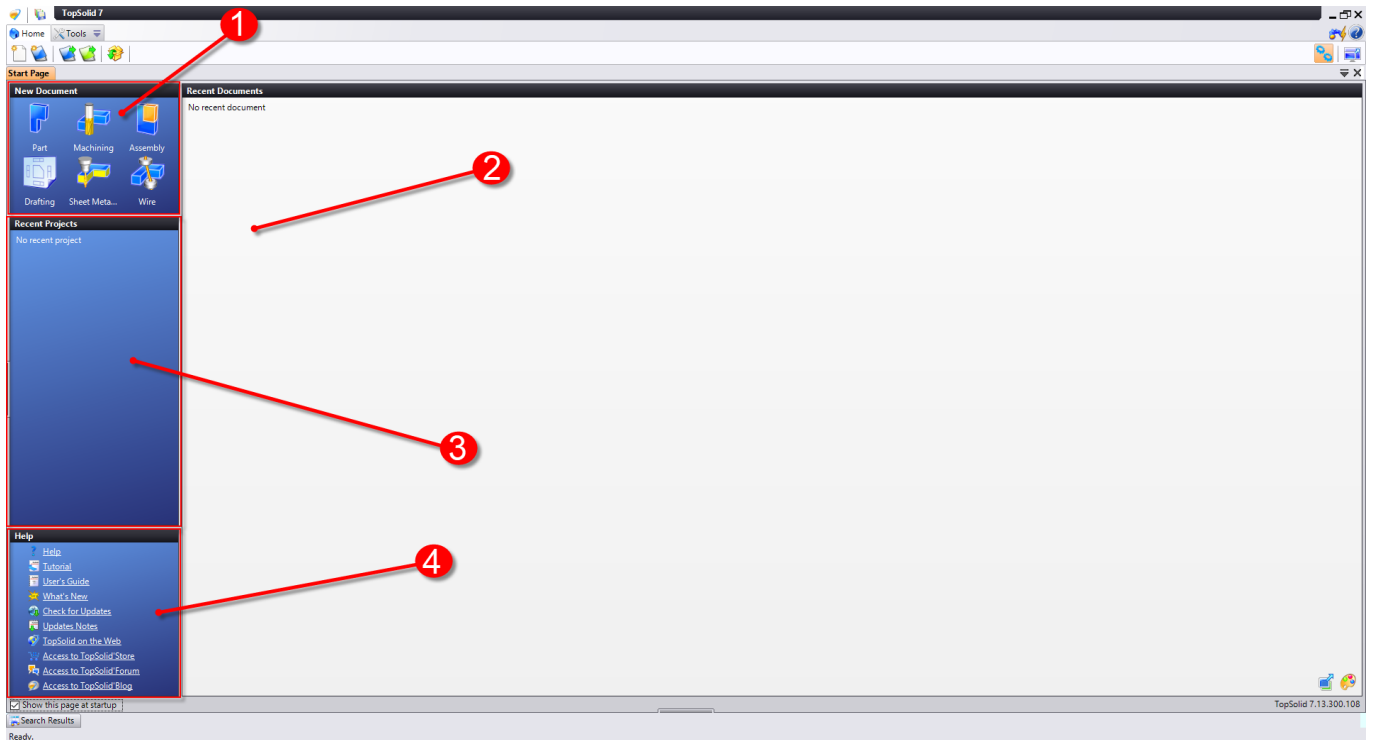 TopSolid 7
Home Tools
Start Page
New Document
Part Machining Assembly
Drafting Sheet Meta... Wire
Recent Projects
No recent project
Help
Help
Tutorial
User's Guide
What's New
Check for Updates
Updates Notes
TopSolid on the Web
Access to TopSolid'Store
Access to TopSolid'Forum
Access to TopSolid'Blog
Recent Documents
No recent document
1
2
3
4
Show this page at startup
TopSolid 7.13.300.108
Search Results
Ready.